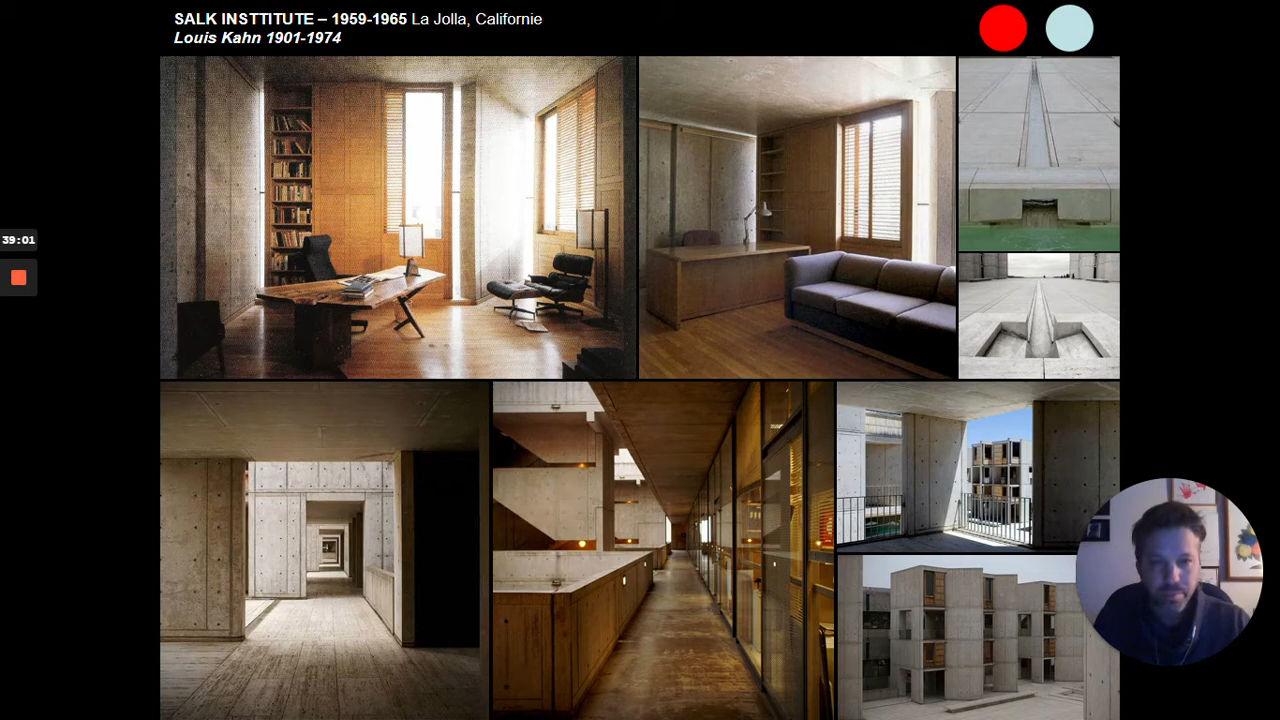 SALK INSTTITUTE – 1959-1965 La Jolla, Californie
Louis Kahn 1901-1974
39:01